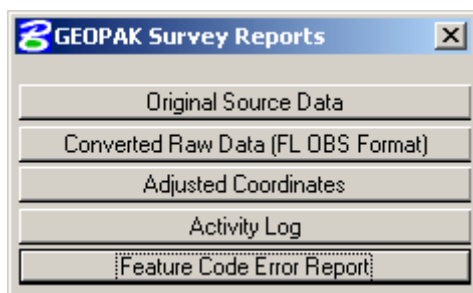 GEOPAK Survey Reports
Original Source Data
Converted Raw Data (FL OBS Format)
Adjusted Coordinates
Activity Log
Feature Code Error Report